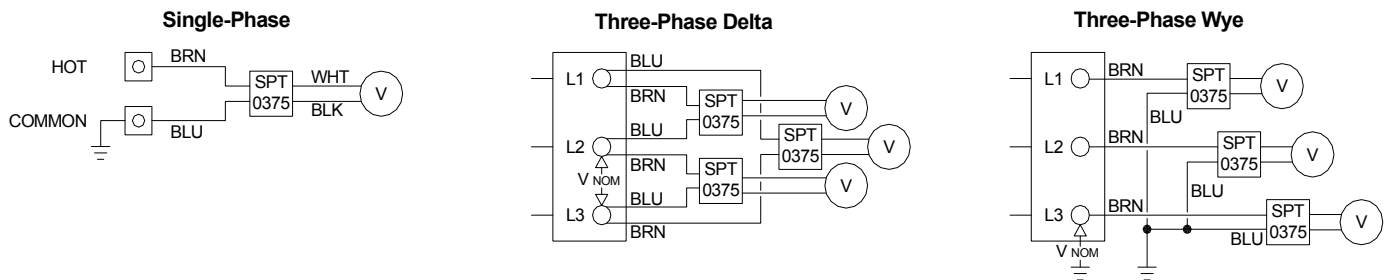 Single-Phase
HOT
BRN
SPT
0375
WHT
BLK
V
COMMON
BLU
Three-Phase Delta
L1
BLU
BRN
SPT
0375
V
L2
BLU
BRN
SPT
0375
V
V NOM
SPT
0375
V
L3
BLU
BRN
Three-Phase Wye
L1
BRN
SPT
0375
V
BLU
L2
BRN
SPT
0375
V
BLU
L3
BRN
SPT
0375
V
BLU
V NOM